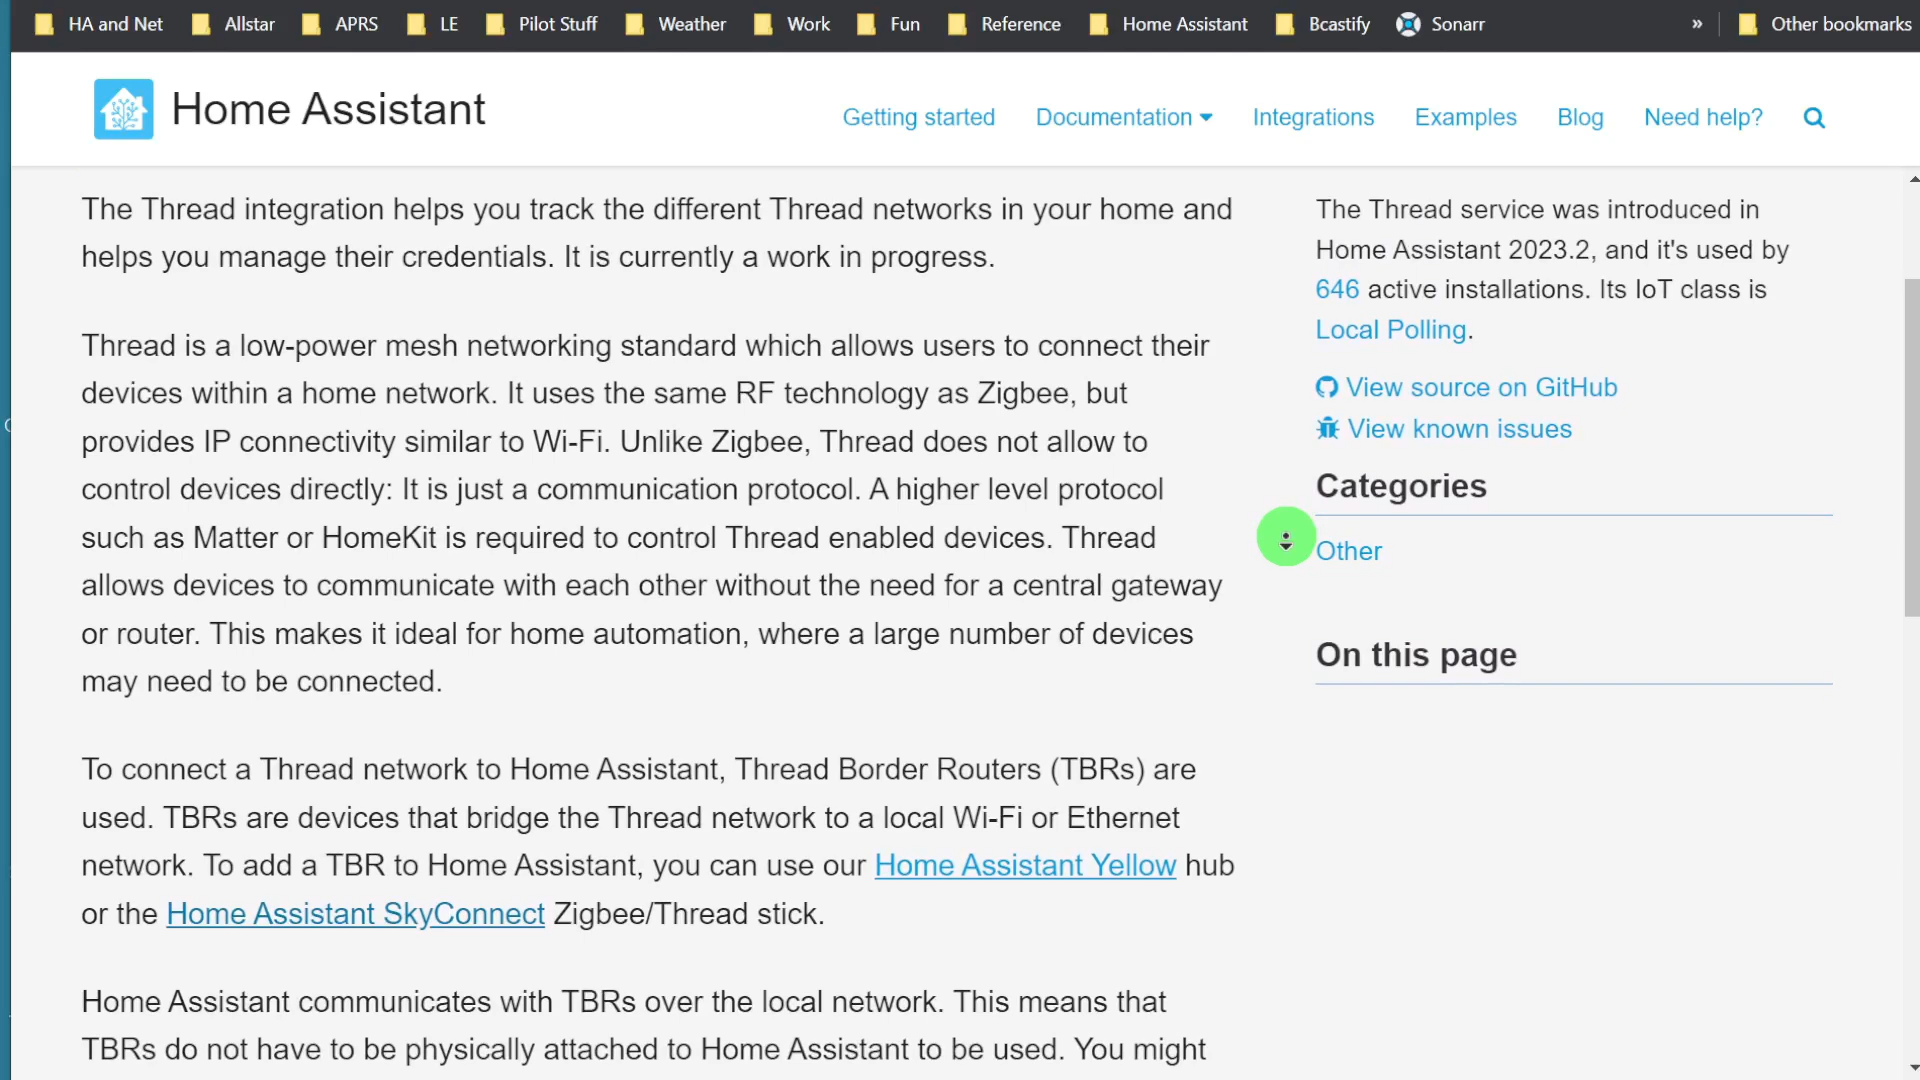 HA and Net Allstar APRS LE Pilot Stuff Weather Work Fun Reference Home Assistant Bcastify Sonarr » Other bookmarks
Home Assistant
Getting started Documentation Integrations Examples Blog Need help?
The Thread integration helps you track the different Thread networks in your home and
helps you manage their credentials. It is currently a work in progress.
Thread is a low-power mesh networking standard which allows users to connect their
devices within a home network. It uses the same RF technology as Zigbee, but
provides IP connectivity similar to Wi-Fi. Unlike Zigbee, Thread does not allow to
control devices directly: It is just a communication protocol. A higher level protocol
such as Matter or HomeKit is required to control Thread enabled devices. Thread
allows devices to communicate with each other without the need for a central gateway
or router. This makes it ideal for home automation, where a large number of devices
may need to be connected.
To connect a Thread network to Home Assistant, Thread Border Routers (TBRs) are
used. TBRs are devices that bridge the Thread network to a local Wi-Fi or Ethernet
network. To add a TBR to Home Assistant, you can use our Home Assistant Yellow hub
or the Home Assistant SkyConnect Zigbee/Thread stick.
Home Assistant communicates with TBRs over the local network. This means that
TBRs do not have to be physically attached to Home Assistant to be used. You might
The Thread service was introduced in
Home Assistant 2023.2, and it's used by
646 active installations. Its IoT class is
Local Polling.
View source on GitHub
View known issues
Categories
Other
On this page